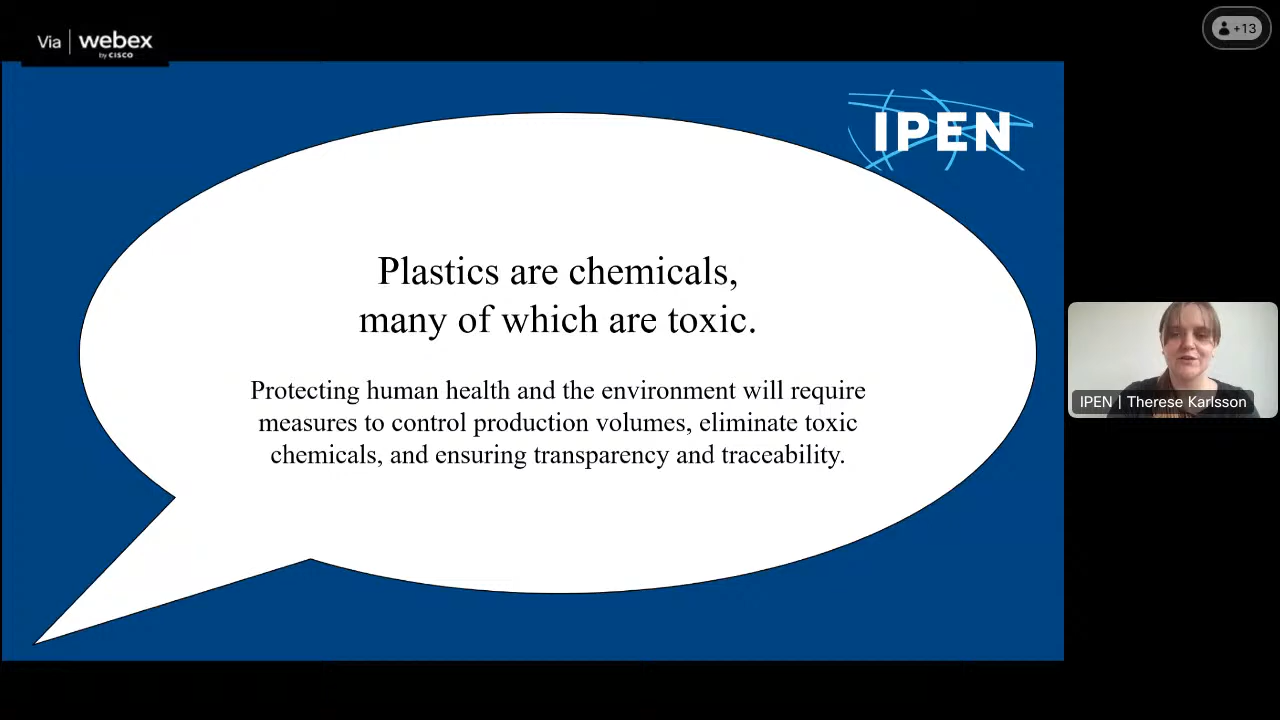 Via webex
by CISCO
+13
IPEN
Plastics are chemicals,
many of which are toxic.
Protecting human health and the environment will require
measures to control production volumes, eliminate toxic
chemicals, and ensuring transparency and traceability.
IPEN | Therese Karlsson